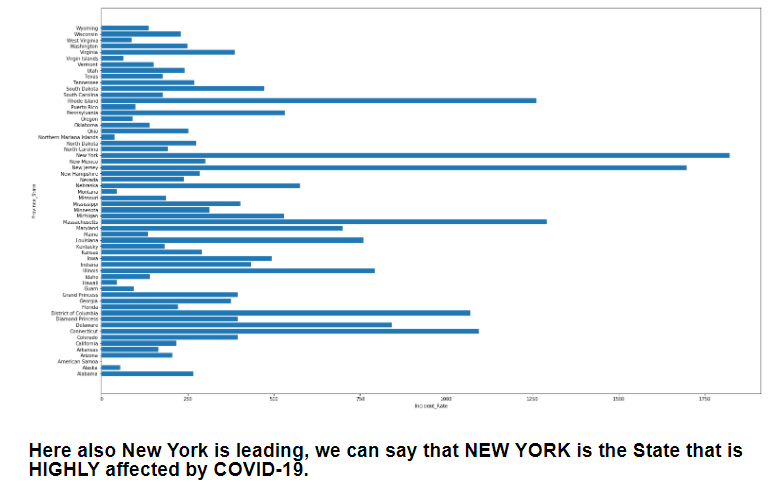 Wyoming
Wisconsin
West Virginia
Washington
Virginia
Virgin Islands
Vermont
Utah
Texas
Tennessee
South Dakota
South Carolina
Rhode Island
Puerto Rico
Pennsylvania
Oregon
Oklahoma
Ohio
Northern Mariana Islands
North Dakota
North Carolina
New York
New Mexico
New Jersey
New Hampshire
Nevada
Nebraska
Montana
Missouri
Mississippi
Minnesota
Michigan
Massachusetts
Maryland
Maine
Louisiana
Kentucky
Kansas
Iowa
Indiana
Illinois
Idaho
Hawaii
Guam
Grand Princess
Georgia
Florida
District of Columbia
Diamond Princess
Delaware
Connecticut
Colorado
California
Arkansas
Arizona
American Samoa
Alaska
Alabama
Province_State
0 250 500 750 1000 1250 1500 1750
Incident_Rate
Here also New York is leading, we can say that NEW YORK is the State that is
HIGHLY affected by COVID-19.